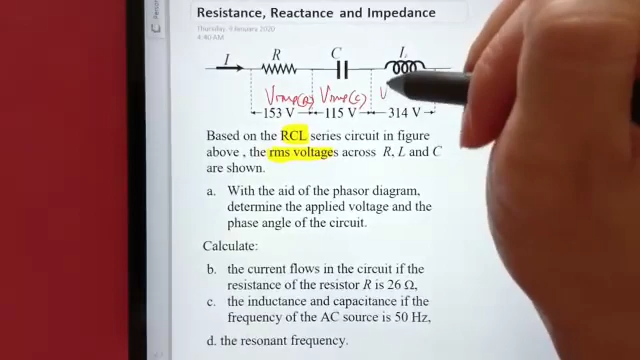 Resistance, Reactance and Impedance
Thursday, 9 January 2020
4:40 AM
I R C L
Vrms(R) Vrms(C) V
153 V 115 V 314 V
Based on the RCL series circuit in figure
above , the rms voltages across R, L and C
are shown.
a. With the aid of the phasor diagram,
determine the applied voltage and the
phase angle of the circuit.
Calculate:
b. the current flows in the circuit if the
resistance of the resistor R is 26 Ω,
c. the inductance and capacitance if the
frequency of the AC source is 50 Hz,
d. the resonant frequency.